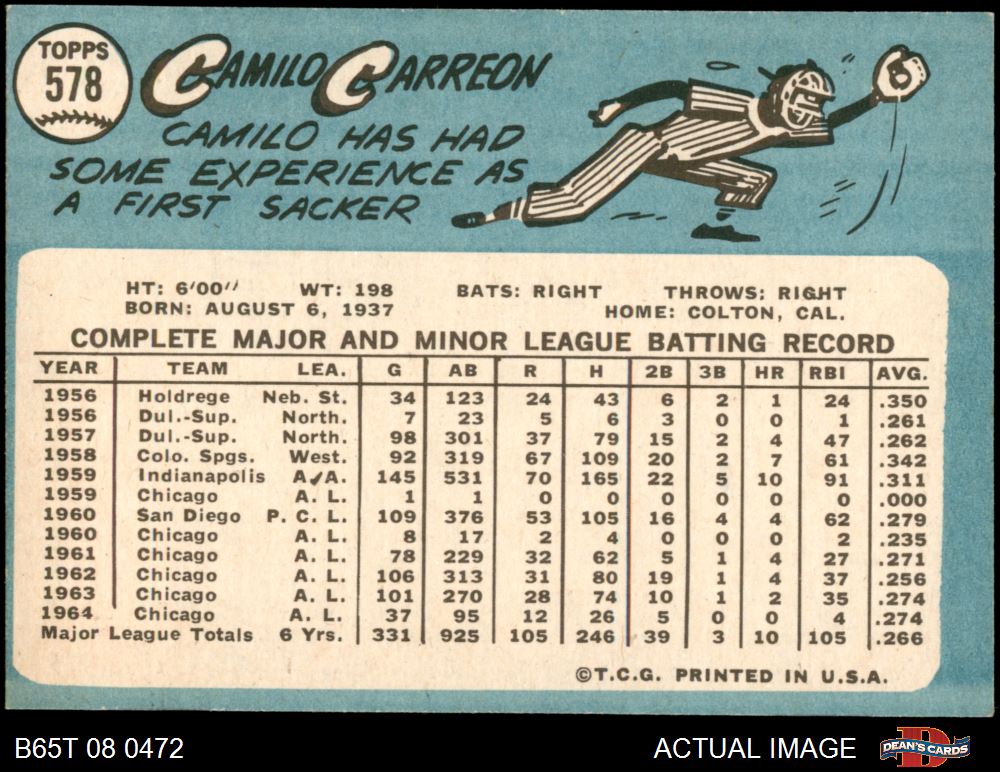 TOPPS
578
CAMILO CARREON
CAMILO HAS HAD
SOME EXPERIENCE AS
A FIRST SACKER
HT: 6'00" WT: 198 BATS: RIGHT THROWS: RIGHT
BORN: AUGUST 6, 1937 HOME: COLTON, CAL.
COMPLETE MAJOR AND MINOR LEAGUE BATTING RECORD
YEAR TEAM LEA. G AB R H 2B 3B HR RBI AVG.
1956 Holdrege Neb. St. 34 123 24 43 6 2 1 24 .350
1956 Dul.-Sup. North. 7 23 5 6 3 0 0 1 .261
1957 Dul.-Sup. North. 98 301 37 79 15 2 4 47 .262
1958 Colo. Spgs. West. 92 319 67 109 20 2 7 61 .342
1959 Indianapolis A.A. 145 531 70 165 22 5 10 91 .311
1959 Chicago A. L. 1 1 0 0 0 0 0 0 .000
1960 San Diego P. C. L. 109 376 53 105 16 4 4 62 .279
1960 Chicago A. L. 8 17 2 4 0 0 0 2 .235
1961 Chicago A. L. 78 229 32 62 5 1 4 27 .271
1962 Chicago A. L. 106 313 31 80 19 1 4 37 .256
1963 Chicago A. L. 101 270 28 74 10 1 2 35 .274
1964 Chicago A. L. 37 95 12 26 5 0 0 4 .274
Major League Totals 6 Yrs. 331 925 105 246 39 3 10 105 .266
©T.C.G. PRINTED IN U.S.A.
B65T 08 0472 ACTUAL IMAGE D DEAN'S CARDS